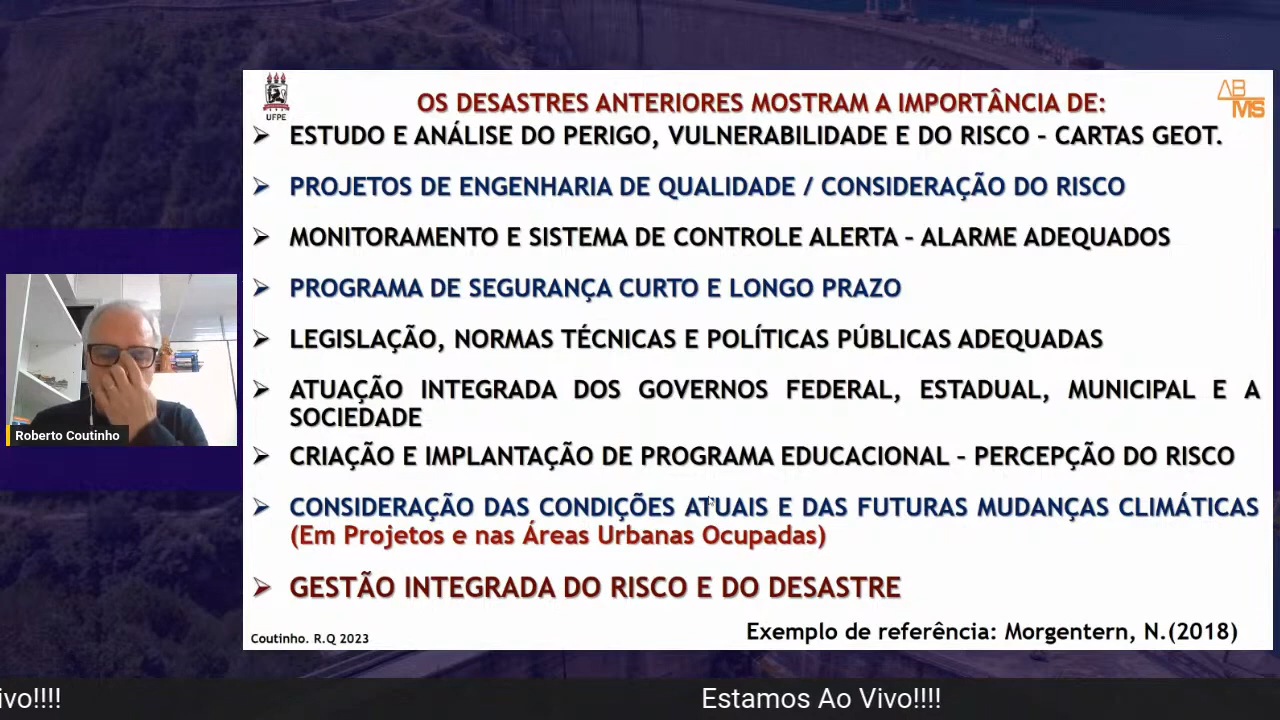 UFPE
AB
MS
OS DESASTRES ANTERIORES MOSTRAM A IMPORTÂNCIA DE:
ESTUDO E ANÁLISE DO PERIGO, VULNERABILIDADE E DO RISCO – CARTAS GEOT.
PROJETOS DE ENGENHARIA DE QUALIDADE / CONSIDERAÇÃO DO RISCO
MONITORAMENTO E SISTEMA DE CONTROLE ALERTA – ALARME ADEQUADOS
PROGRAMA DE SEGURANÇA CURTO E LONGO PRAZO
LEGISLAÇÃO, NORMAS TÉCNICAS E POLÍTICAS PÚBLICAS ADEQUADAS
ATUAÇÃO INTEGRADA DOS GOVERNOS FEDERAL, ESTADUAL, MUNICIPAL E A
SOCIEDADE
CRIAÇÃO E IMPLANTAÇÃO DE PROGRAMA EDUCACIONAL – PERCEPÇÃO DO RISCO
CONSIDERAÇÃO DAS CONDIÇÕES ATUAIS E DAS FUTURAS MUDANÇAS CLIMÁTICAS
(Em Projetos e nas Áreas Urbanas Ocupadas)
GESTÃO INTEGRADA DO RISCO E DO DESASTRE
Exemplo de referência: Morgentern, N.(2018)
Coutinho. R.Q 2023
Roberto Coutinho
ivo!!!!
Estamos Ao Vivo!!!!